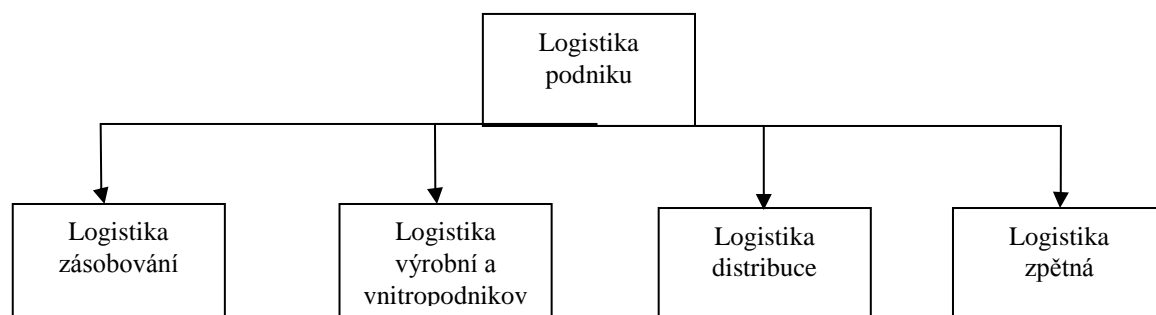 Logistika
podniku
Logistika
zásobování
Logistika
výrobní a
vnitropodnikov
Logistika
distribuce
Logistika
zpětná